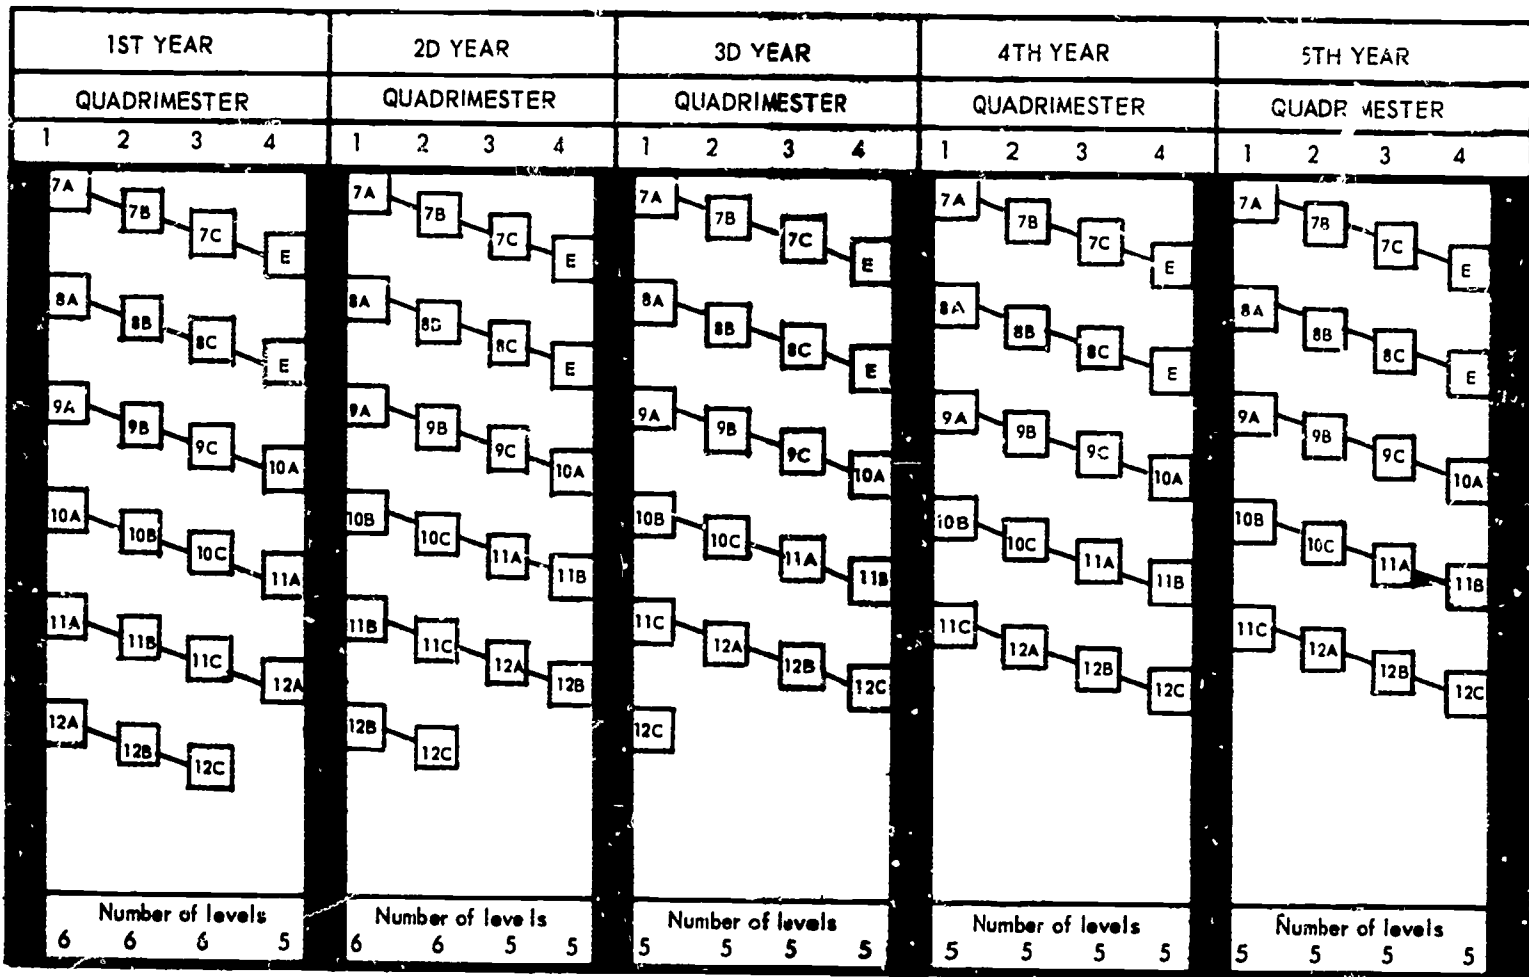 1ST YEAR 2D YEAR 3D YEAR 4TH YEAR 5TH YEAR
QUADRIMESTER QUADRIMESTER QUADRIMESTER QUADRIMESTER QUADR MESTER
1 2 3 4 1 2 3 4 1 2 3 4 1 2 3 4 1 2 3 4
7A 7B 7C E 7A 7B 7C E 7A 7B 7C E 7A 7B 7C E 7A 7B 7C E
8A 8B 8C E 8A 8B 8C E 8A 8B 8C E 8A 8B 8C E 8A 8B 8C E
9A 9B 9C 10A 9A 9B 9C 10A 9A 9B 9C 10A 9A 9B 9C 10A 9A 9B 9C 10A
10A 10B 10C 11A 10B 10C 11A 11B 10B 10C 11A 11B 10B 10C 11A 11B 10B 10C 11A 11B
11A 11B 11C 12A 11B 11C 12A 12B 11C 12A 12B 12C 11C 12A 12B 12C 11C 12A 12B 12C
12A 12B 12C 12B 12C 12C
Number of levels Number of levels Number of levels Number of levels Number of levels
6 6 6 5 6 6 5 5 5 5 5 5 5 5 5 5 5 5 5 5